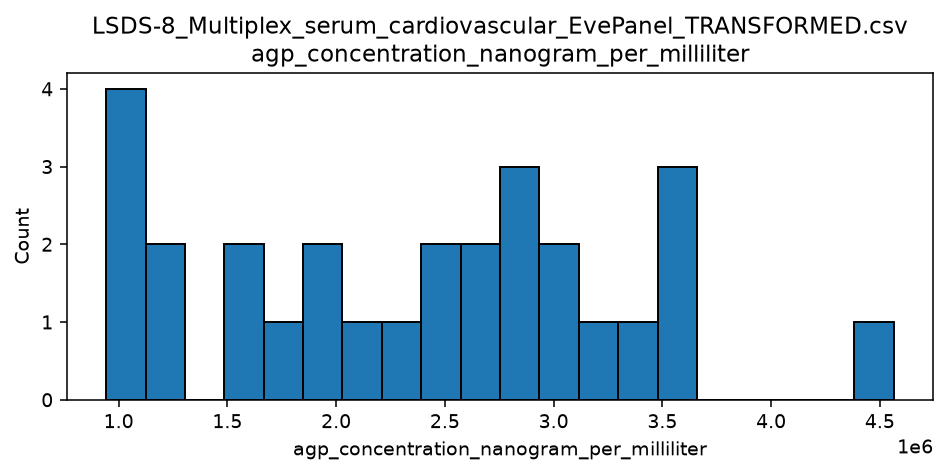 LSDS-8_Multiplex_serum_cardiovascular_EvePanel_TRANSFORMED.csv
agp_concentration_nanogram_per_milliliter
4
3
2
1
0
Count
1.0 1.5 2.0 2.5 3.0 3.5 4.0 4.5
1e6
agp_concentration_nanogram_per_milliliter